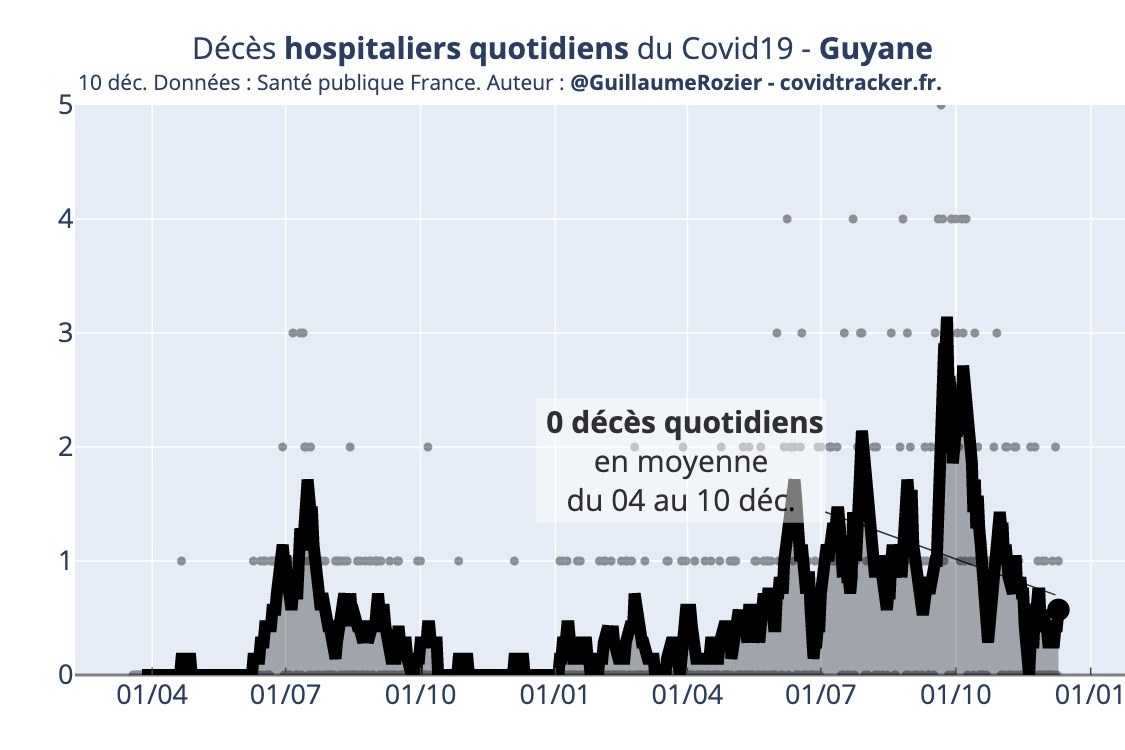 Décès hospitaliers quotidiens du Covid19 - Guyane
10 déc. Données : Santé publique France. Auteur : @GuillaumeRozier - covidtracker.fr.
5
4
3
2
1
0
0 décès quotidiens
en moyenne
du 04 au 10 déc.
01/04 01/07 01/10 01/01 01/04 01/07 01/10 01/01